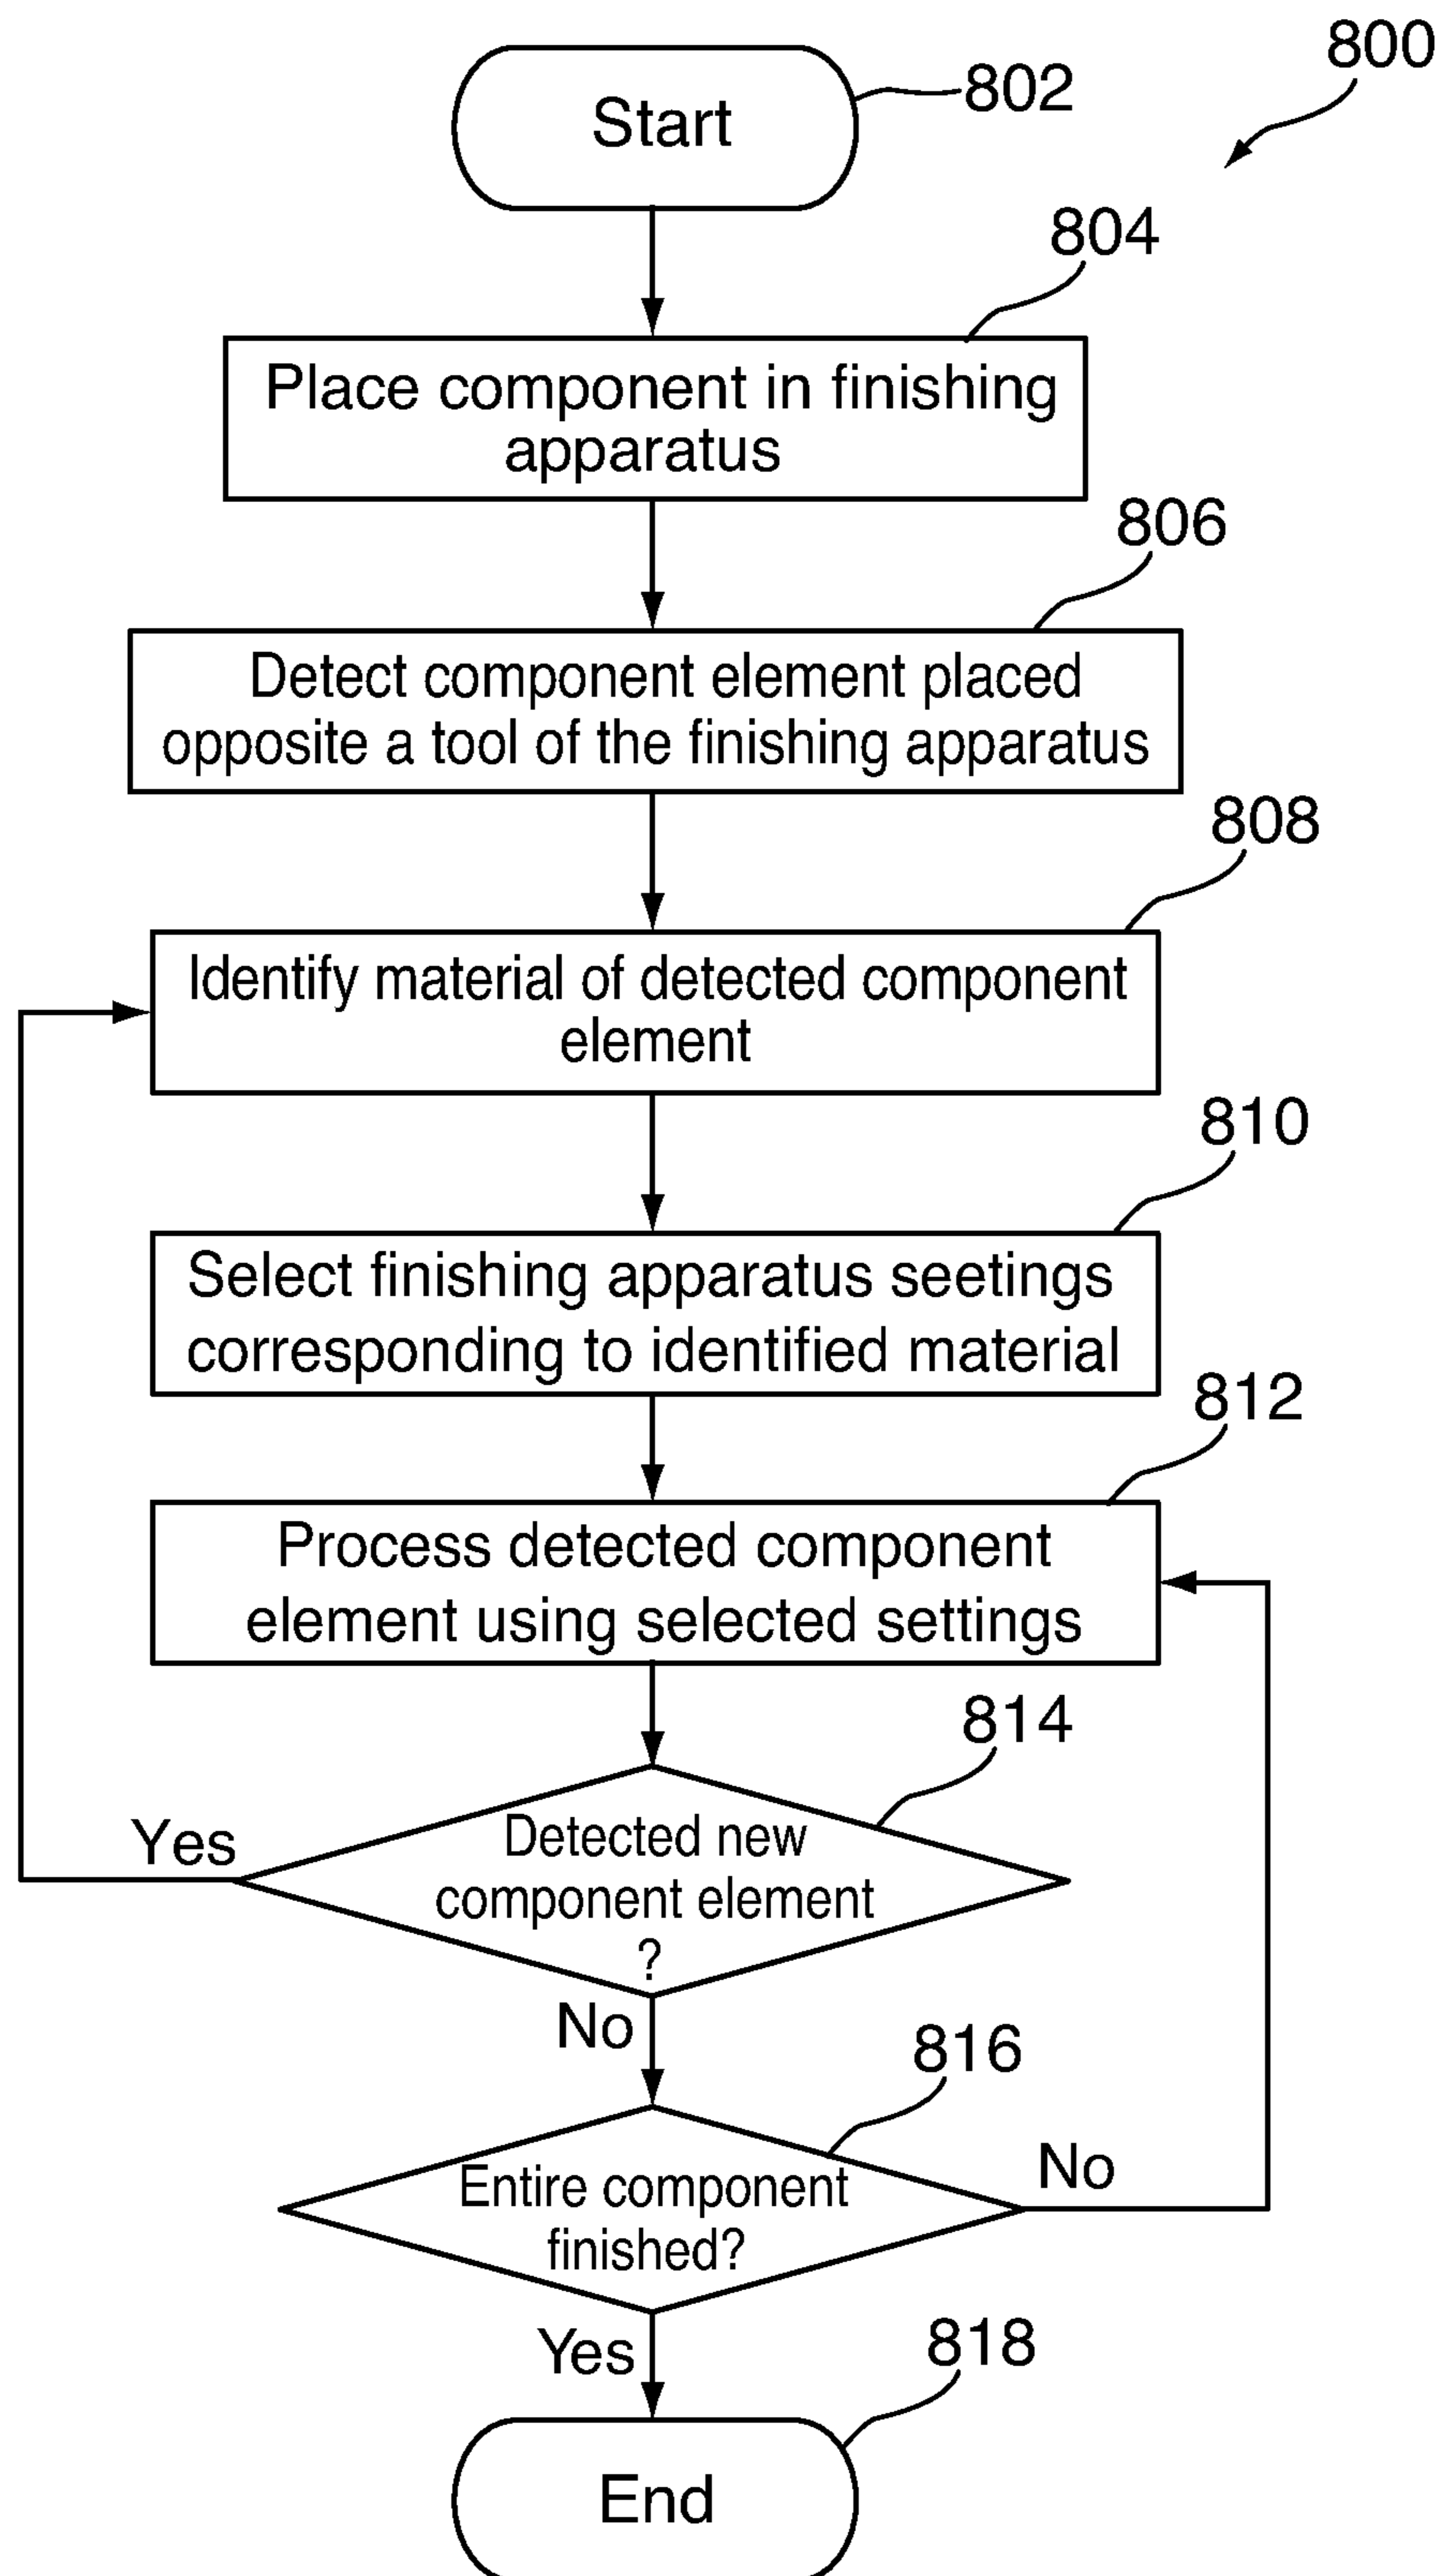 800
Start
802
804
Place component in finishing
apparatus
806
Detect component element placed
opposite a tool of the finishing apparatus
808
Identify material of detected component
element
810
Select finishing apparatus seetings
corresponding to identified material
812
Process detected component
element using selected settings
814
Yes
Detected new
component element
?
No
816
Entire component
finished?
No
Yes
818
End